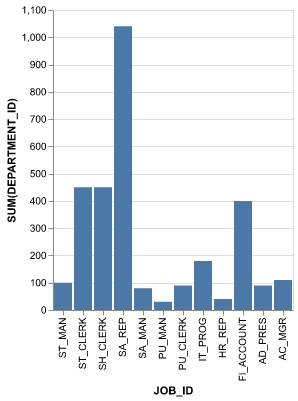 1,100
1,000
900
800
700
600
500
400
300
200
100
0
SUM(DEPARTMENT_ID)
ST_MAN
ST_CLERK
SH_CLERK
SA_REP
SA_MAN
PU_MAN
PU_CLERK
IT_PROG
HR_REP
FI_ACCOUNT
AD_PRES
AC_MGR
JOB_ID